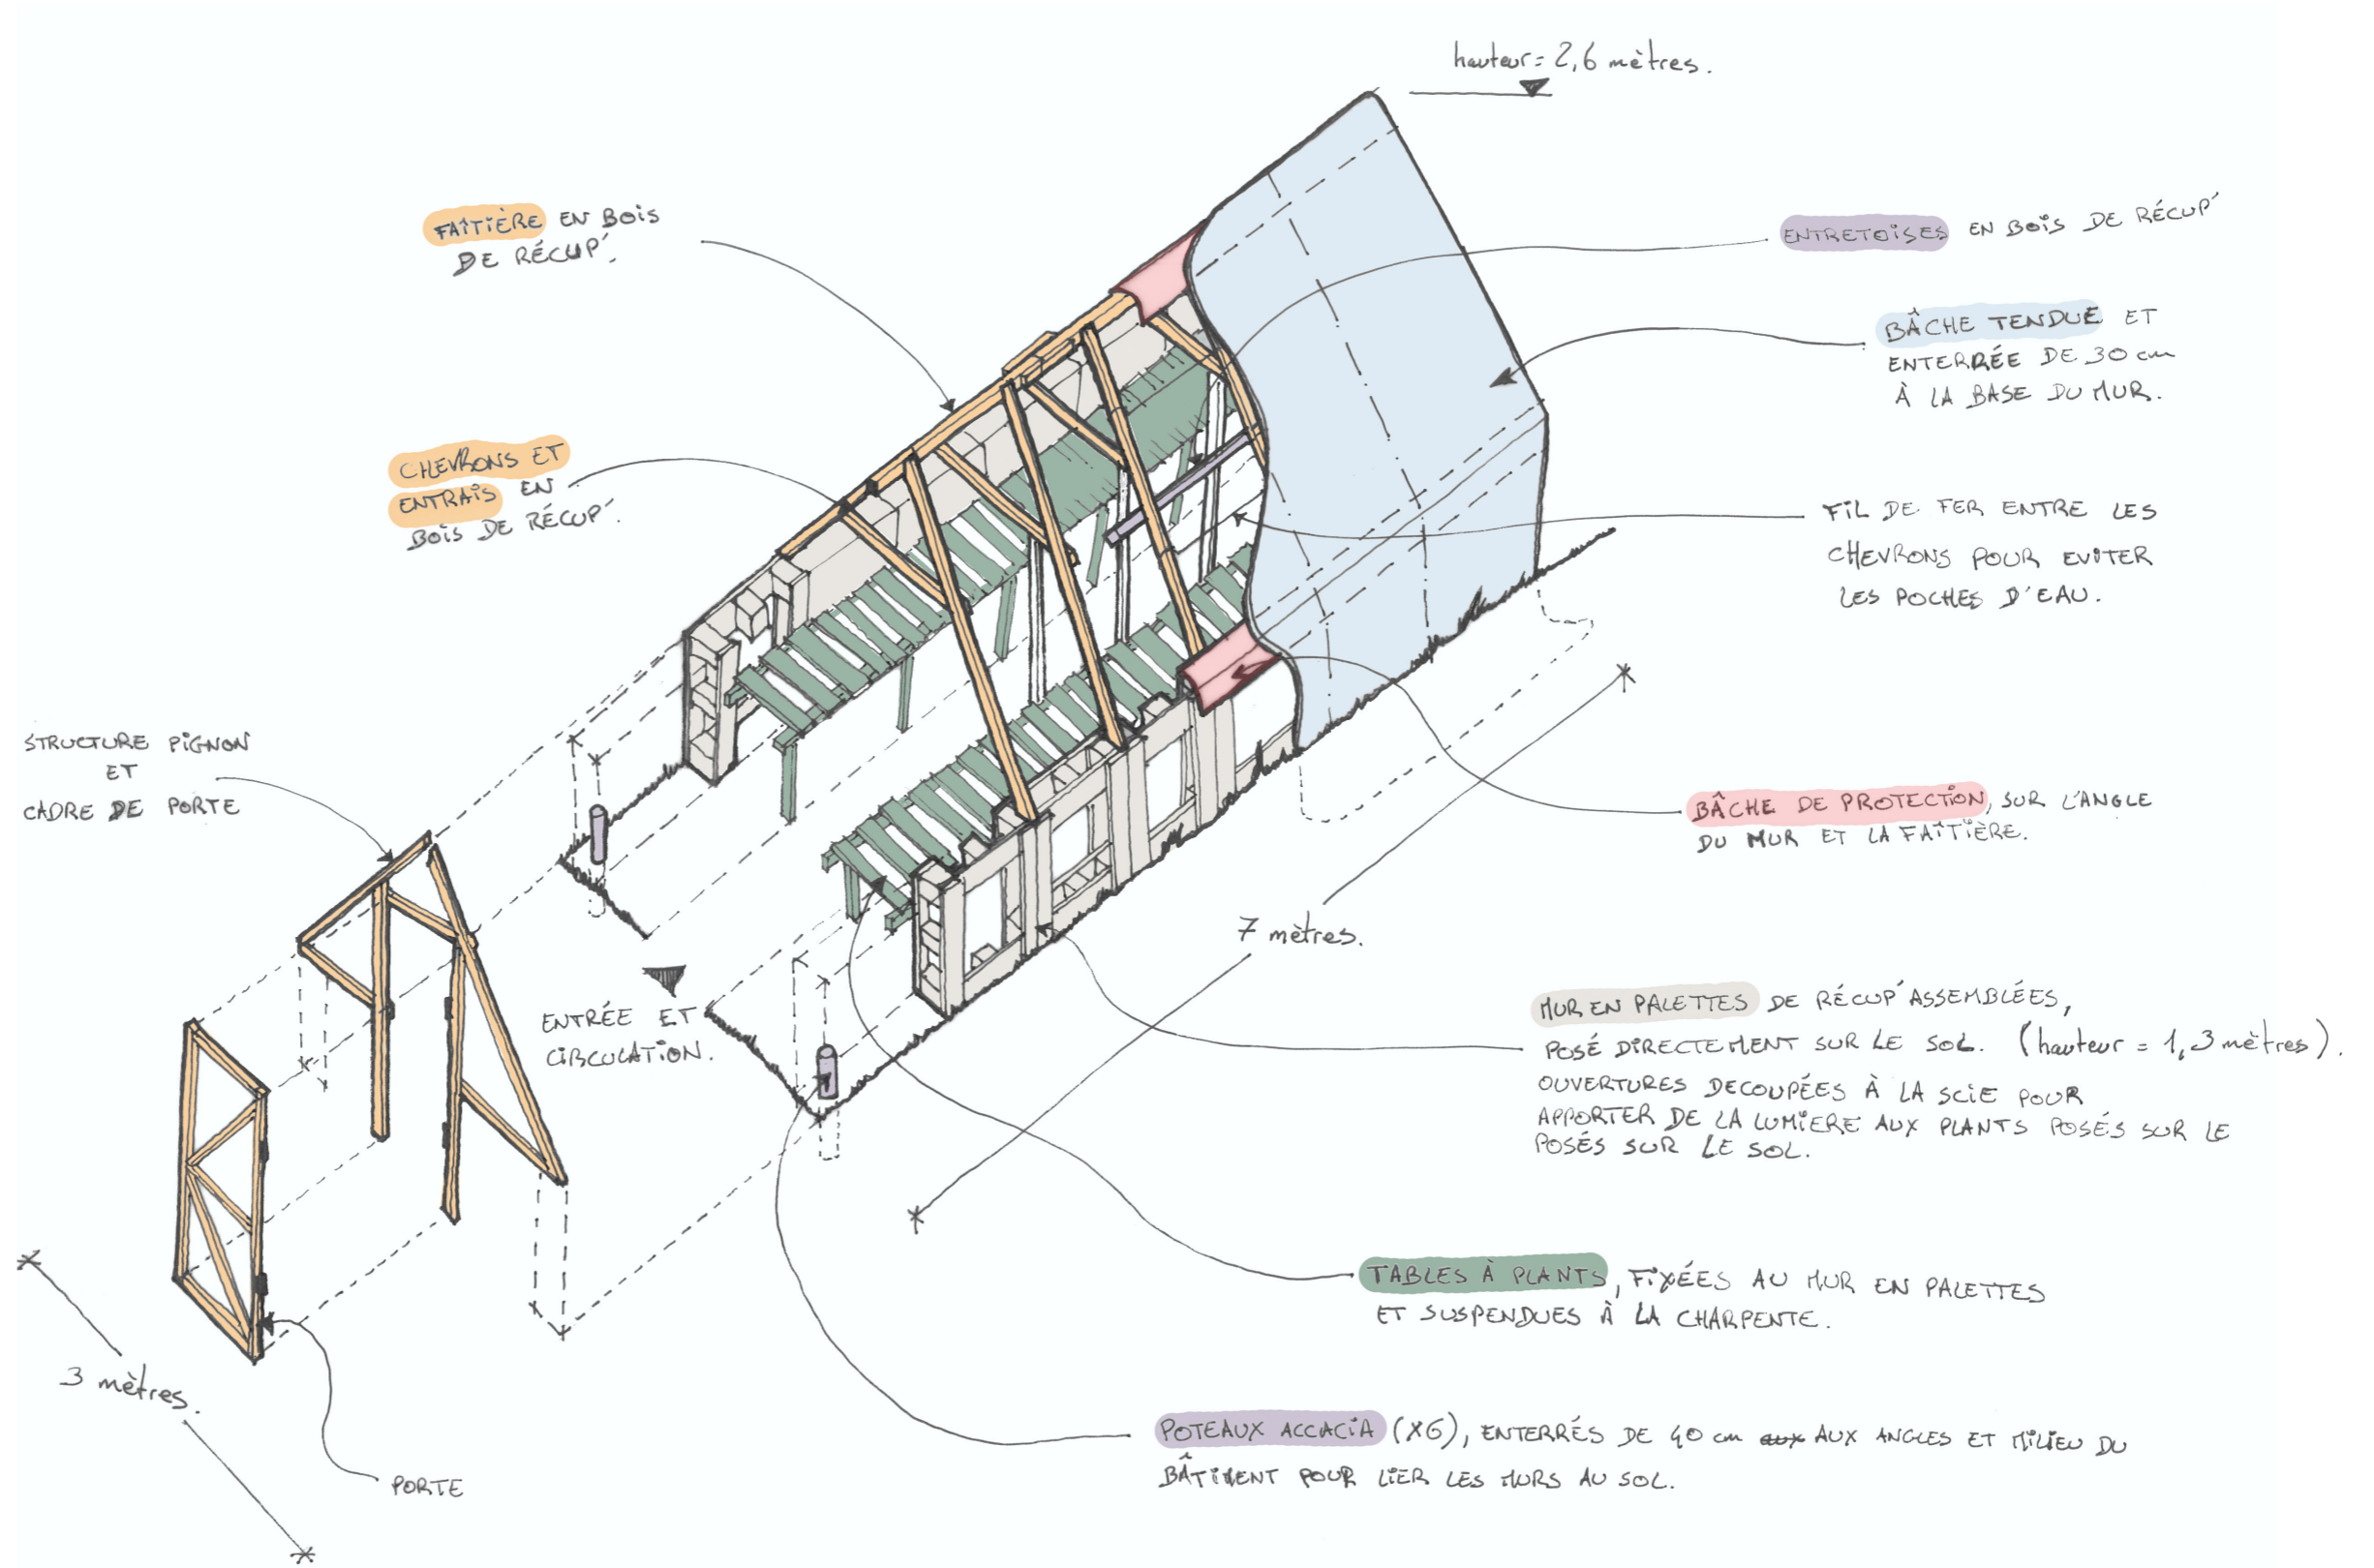 hauteur = 2,6 mètres.
FAÎTIÈRE EN BOIS
DE RÉCUP'.
ENTRETOISES EN BOIS DE RÉCUP'
BÂCHE TENDUE ET
ENTERRÉE DE 30 cm
À LA BASE DU MUR.
CHEVRONS ET
ENTRAIS EN
BOIS DE RÉCUP'.
FIL DE FER ENTRE LES
CHEVRONS POUR EVITER
LES POCHES D'EAU.
STRUCTURE PIGNON
ET
CADRE DE PORTE
BÂCHE DE PROTECTION, SUR L'ANGLE
DU MUR ET LA FAÎTIÈRE.
7 mètres.
ENTRÉE ET
CIRCULATION.
MUR EN PALETTES DE RÉCUP' ASSEMBLÉES,
POSÉ DIRECTEMENT SUR LE SOL. (hauteur = 1,3 mètres).
OUVERTURES DECOUPÉES À LA SCIE POUR
APPORTER DE LA LUMIERE AUX PLANTS POSÉS SUR LE
POSÉS SUR LE SOL.
TABLES À PLANTS, FIXÉES AU MUR EN PALETTES
ET SUSPENDUES À LA CHARPENTE.
3 mètres.
POTEAUX ACCACIA (X6), ENTERRÉS DE 40 cm aux AUX ANGLES ET MILIEU DU
BÂTIMENT POUR LIER LES MURS AU SOL.
PORTE